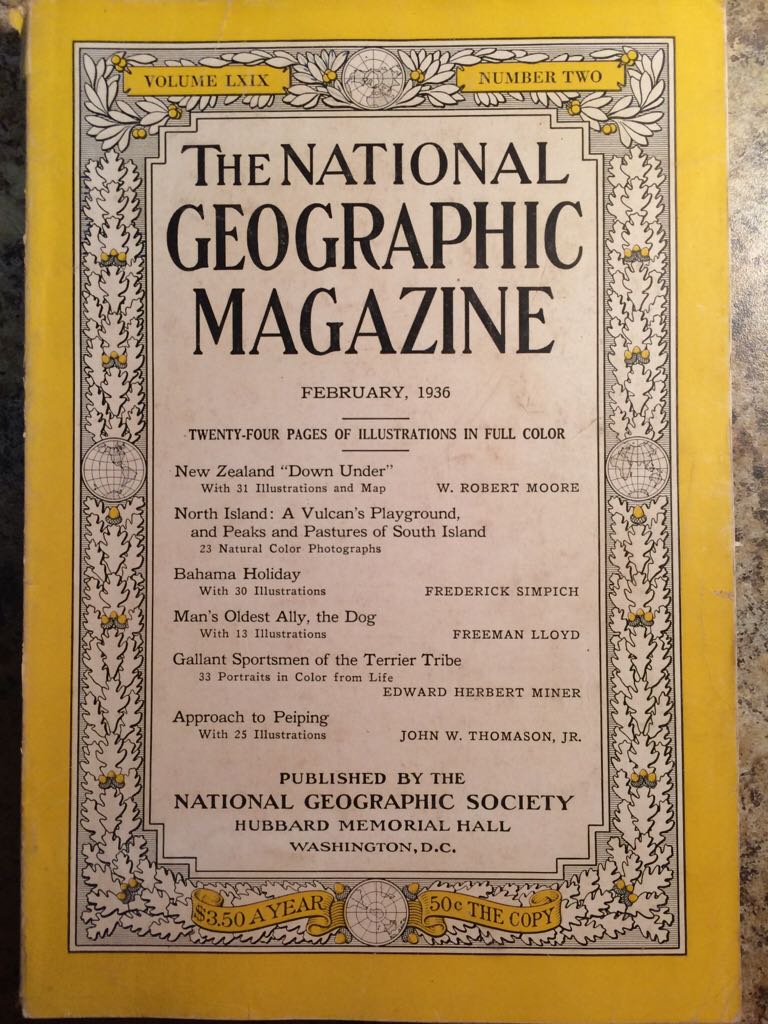 VOLUME LXIX
NUMBER TWO
THE NATIONAL
GEOGRAPHIC
MAGAZINE
FEBRUARY, 1936
TWENTY-FOUR PAGES OF ILLUSTRATIONS IN FULL COLOR
New Zealand "Down Under"
With 31 Illustrations and Map W. ROBERT MOORE
North Island: A Vulcan's Playground,
and Peaks and Pastures of South Island
23 Natural Color Photographs
Bahama Holiday
With 30 Illustrations FREDERICK SIMPICH
Man's Oldest Ally, the Dog
With 13 Illustrations FREEMAN LLOYD
Gallant Sportsmen of the Terrier Tribe
33 Portraits in Color from Life
EDWARD HERBERT MINER
Approach to Peiping
With 25 Illustrations JOHN W. THOMASON, JR.
PUBLISHED BY THE
NATIONAL GEOGRAPHIC SOCIETY
HUBBARD MEMORIAL HALL
WASHINGTON, D.C.
$3.50 A YEAR
50c THE COPY